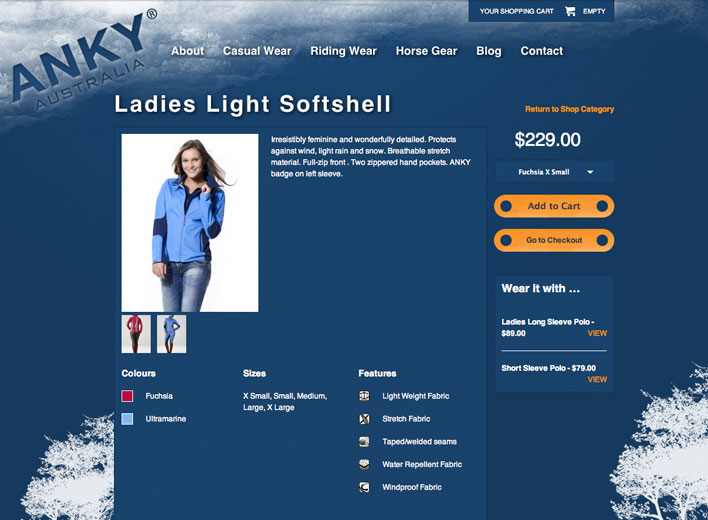 YOUR SHOPPING CART EMPTY
ANKY®
AUSTRALIA
About Casual Wear Riding Wear Horse Gear Blog Contact
Ladies Light Softshell
Return to Shop Category
Irresistibly feminine and wonderfully detailed. Protects
against wind, light rain and snow. Breathable stretch
material. Full-zip front . Two zippered hand pockets. ANKY
badge on left sleeve.
$229.00
Fuchsia X Small
Add to Cart
Go to Checkout
Wear it with ...
Ladies Long Sleeve Polo -
$89.00 VIEW
Short Sleeve Polo - $79.00
VIEW
Colours
Fuchsia
Ultramarine
Sizes
X Small, Small, Medium,
Large, X Large
Features
Light Weight Fabric
Stretch Fabric
Taped/welded seams
Water Repellent Fabric
Windproof Fabric